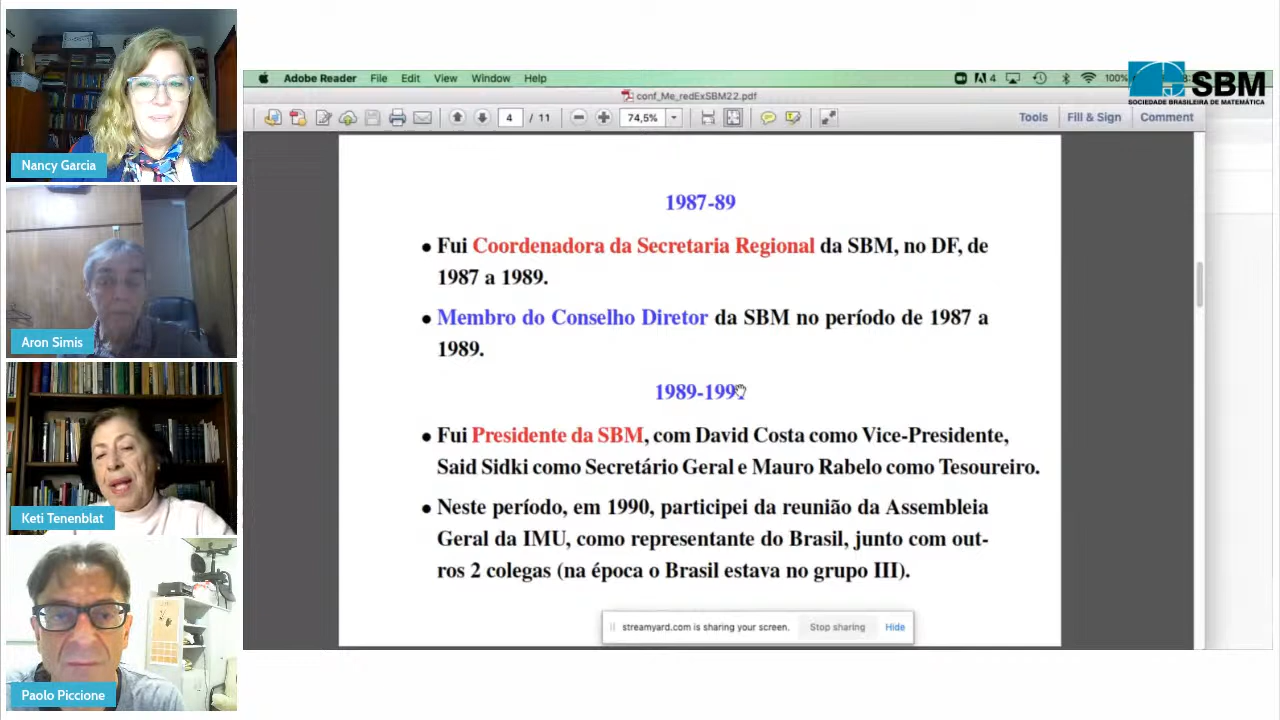 Nancy Garcia
Aron Simis
Keti Tenenblat
Paolo Piccione
Adobe Reader File Edit View Window Help
4
100%
SBM
SOCIEDADE BRASILEIRA DE MATEMÁTICA
conf_Me_redExSBM22.pdf
4 / 11
74,5%
Tools Fill & Sign Comment
1987-89
• Fui Coordenadora da Secretaria Regional da SBM, no DF, de
1987 a 1989.
• Membro do Conselho Diretor da SBM no período de 1987 a
1989.
1989-199
• Fui Presidente da SBM, com David Costa como Vice-Presidente,
Said Sidki como Secretário Geral e Mauro Rabelo como Tesoureiro.
• Neste período, em 1990, participei da reunião da Assembleia
Geral da IMU, como representante do Brasil, junto com out-
ros 2 colegas (na época o Brasil estava no grupo III).
streamyard.com is sharing your screen. Stop sharing Hide